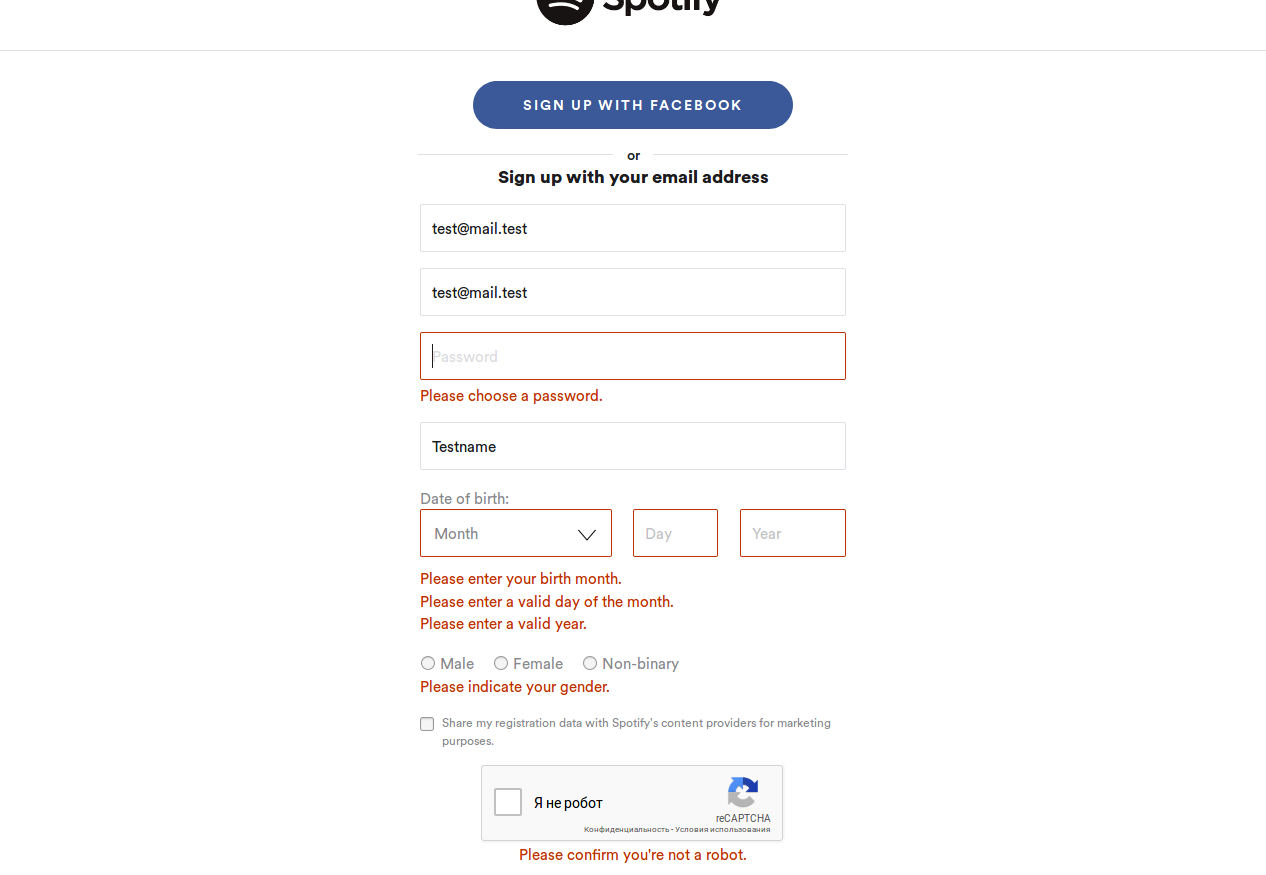 Spotify
SIGN UP WITH FACEBOOK
or
Sign up with your email address
test@mail.test
test@mail.test
Password
Please choose a password.
Testname
Date of birth:
Month Day Year
Please enter your birth month.
Please enter a valid day of the month.
Please enter a valid year.
Male Female Non-binary
Please indicate your gender.
Share my registration data with Spotify's content providers for marketing
purposes.
Я не робот
reCAPTCHA
Конфиденциальность - Условия использования
Please confirm you're not a robot.